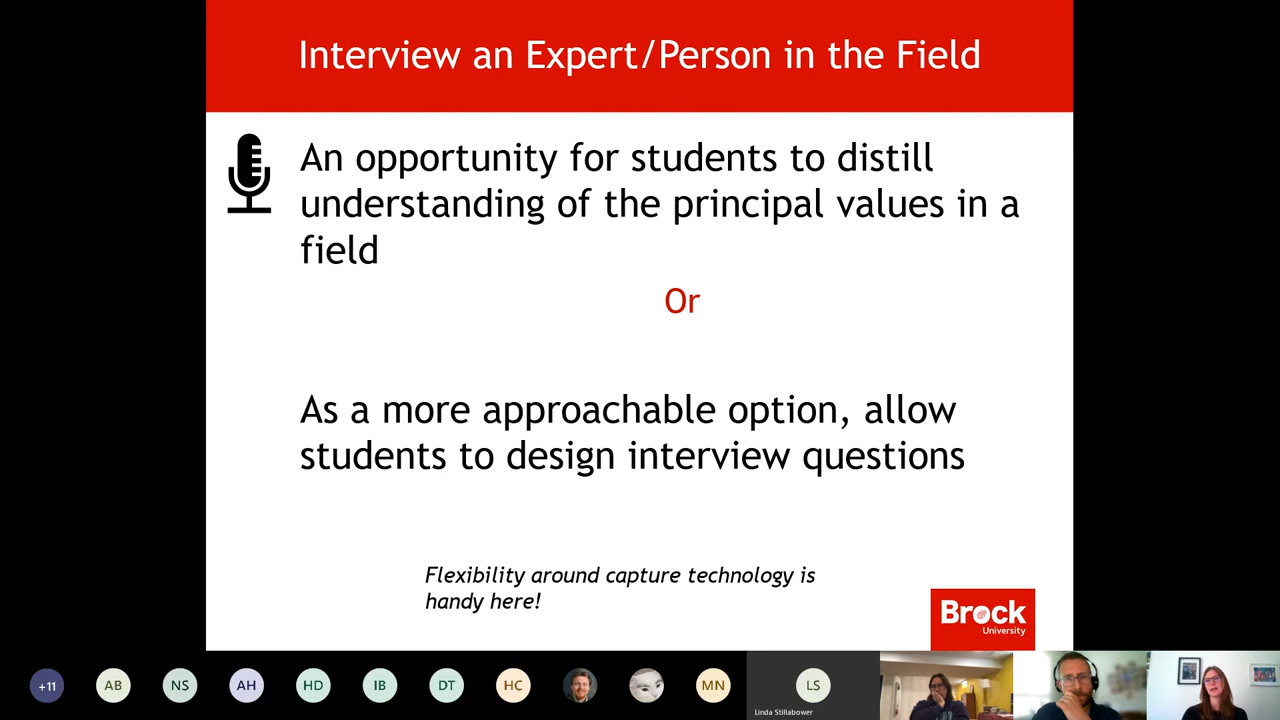 Interview an Expert/Person in the Field
An opportunity for students to distill
understanding of the principal values in a
field
Or
As a more approachable option, allow
students to design interview questions
Flexibility around capture technology is
handy here!
Brock
University
+11
AB
NS
AH
HD
IB
DT
HC
MN
LS
Linda Stillabower